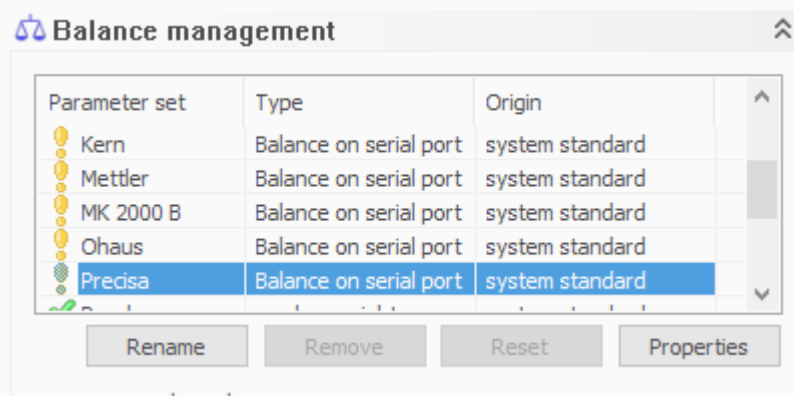 Balance management
Parameter set Type Origin
Kern Balance on serial port system standard
Mettler Balance on serial port system standard
MK 2000 B Balance on serial port system standard
Ohaus Balance on serial port system standard
Precisa Balance on serial port system standard
Rename Remove Reset Properties